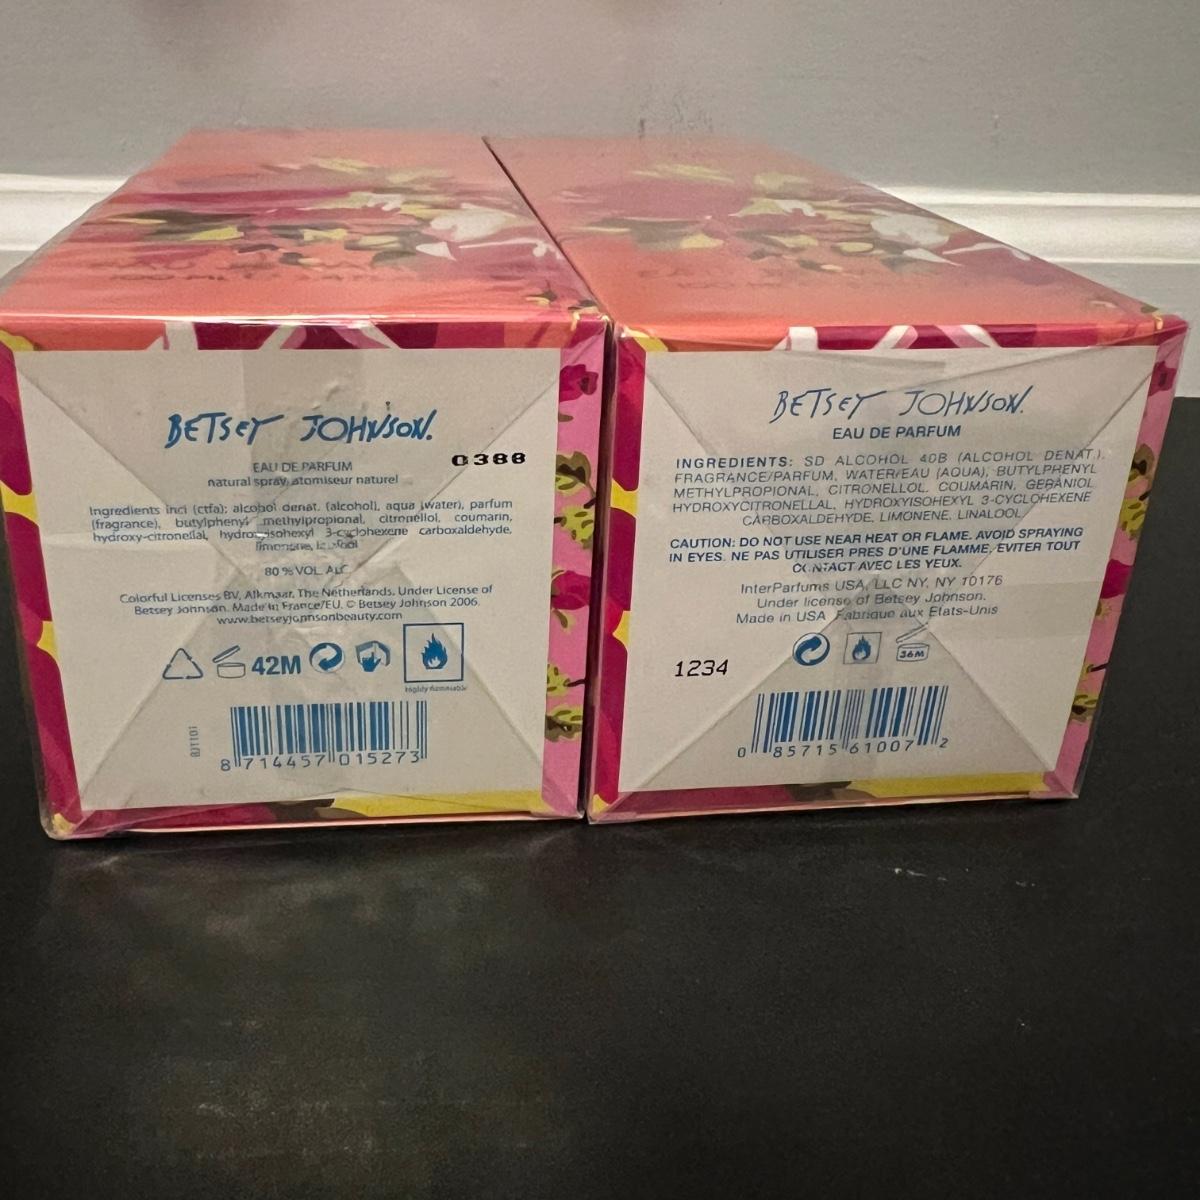 BETSEY JOHNSON.
0388
EAU DE PARFUM
natural spray atomiseur naturel
Ingredients inci (ctfa): alcohol denat. (alcohol), aqua (water), parfum
(fragrance), butylphenyl methylpropional, citronellol, coumarin,
hydroxy-citronellal, hydroxyisohexyl 3-cyclohexene carboxaldehyde,
limonene, linalool
80 % VOL. ALC.
Colorful Licenses BV, Alkmaar, The Netherlands. Under License of
Betsey Johnson. Made in France/EU. © Betsey Johnson 2006.
www.betseyjohnsonbeauty.com
42M
highly flammable
8 714457 015273
BETSEY JOHNSON.
EAU DE PARFUM
INGREDIENTS: SD ALCOHOL 40B (ALCOHOL DENAT.),
FRAGRANCE/PARFUM, WATER/EAU (AQUA), BUTYLPHENYL
METHYLPROPIONAL, CITRONELLOL, COUMARIN, GERANIOL
HYDROXYCITRONELLAL, HYDROXYISOHEXYL 3-CYCLOHEXENE
CARBOXALDEHYDE, LIMONENE, LINALOOL
CAUTION: DO NOT USE NEAR HEAT OR FLAME. AVOID SPRAYING
IN EYES. NE PAS UTILISER PRES D'UNE FLAMME. EVITER TOUT
CONTACT AVEC LES YEUX.
InterParfums USA, LLC NY, NY 10176
Under license of Betsey Johnson.
Made in USA Fabrique aux Etats-Unis
1234
36M
0 85715 61007 2